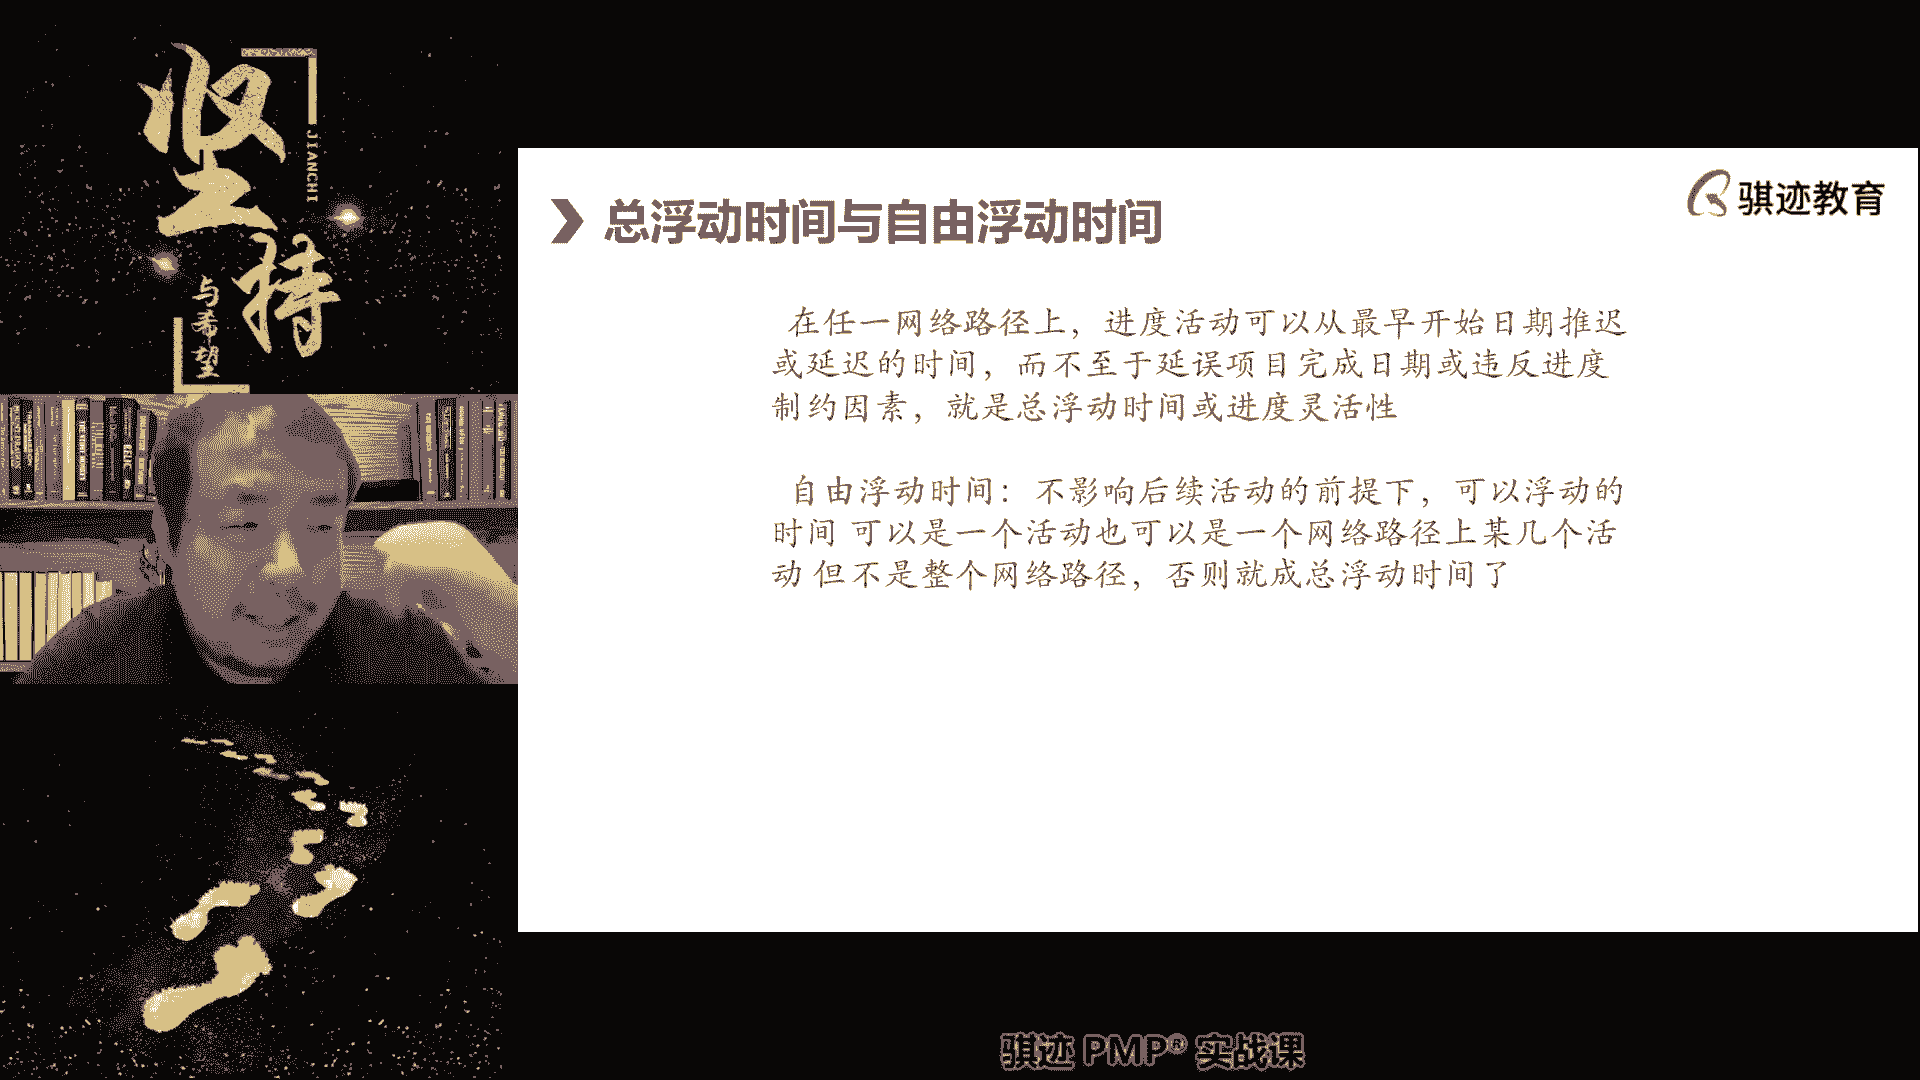 坚持
JIANCHI
与希望
骐迹教育
总浮动时间与自由浮动时间
在任一网络路径上，进度活动可以从最早开始日期推迟
或延迟的时间，而不至于延误项目完成日期或违反进度
制约因素，就是总浮动时间或进度灵活性
自由浮动时间：不影响后续活动的前提下，可以浮动的
时间 可以是一个活动也可以是一个网络路径上某几个活
动 但不是整个网络路径，否则就成总浮动时间了
骐迹 PMP® 实战课